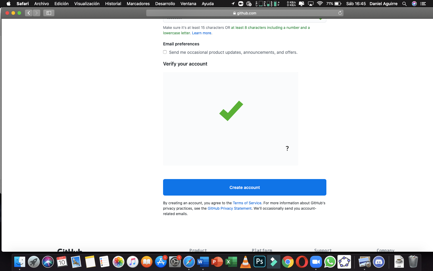 Safari Archivo Edición Visualización Historial Marcadores Desarrollo Ventana Ayuda
71% Sáb 16:45 Daniel Aguirre
github.com
Make sure it's at least 15 characters OR at least 8 characters including a number and a
lowercase letter. Learn more.
Email preferences
Send me occasional product updates, announcements, and offers.
Verify your account
?
Create account
By creating an account, you agree to the Terms of Service. For more information about GitHub's
privacy practices, see the GitHub Privacy Statement. We'll occasionally send you account-
related emails.
GitHub Product Platform Support Company